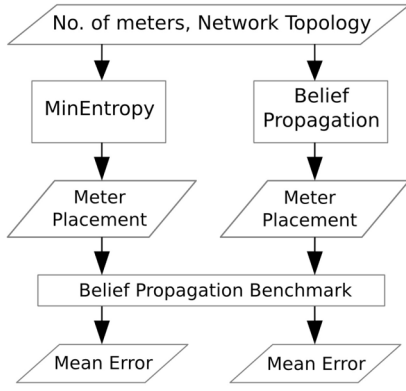 No. of meters, Network Topology
MinEntropy
Belief
Propagation
Meter
Placement
Meter
Placement
Belief Propagation Benchmark
Mean Error
Mean Error